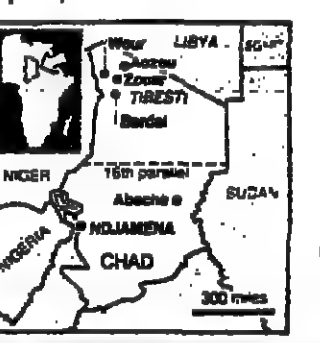 Wour
LIBYA
EGYPT
Aozou
Zouar
TIBESTI
Bardai
NIGER
16th parallel
Abeche
SUDAN
NDJAMENA
NIGERIA
CHAD
300 miles